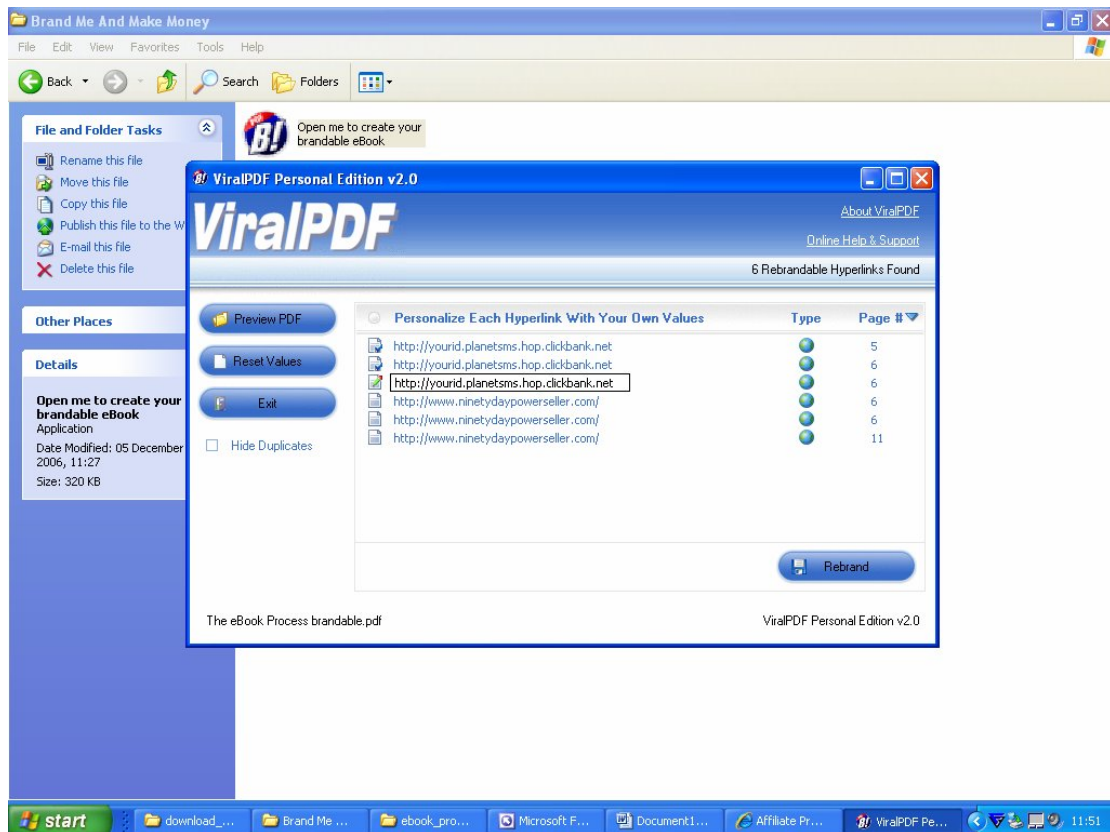 Brand Me And Make Money
File Edit View Favorites Tools Help
Back Search Folders
File and Folder Tasks
Rename this file
Move this file
Copy this file
Publish this file to the W
E-mail this file
Delete this file
Other Places
Details
Open me to create your
brandable eBook
Application
Date Modified: 05 December
2006, 11:27
Size: 320 KB
Open me to create your
brandable eBook
ViralPDF Personal Edition v2.0
ViralPDF
About ViralPDF
Online Help & Support
6 Rebrandable Hyperlinks Found
Preview PDF
Reset Values
Exit
Hide Duplicates
Personalize Each Hyperlink With Your Own Values Type Page #
http://yourid.planetsms.hop.clickbank.net 5
http://yourid.planetsms.hop.clickbank.net 6
http://yourid.planetsms.hop.clickbank.net 6
http://www.ninetydaypowerseller.com/ 6
http://www.ninetydaypowerseller.com/ 6
http://www.ninetydaypowerseller.com/ 11
Rebrand
The eBook Process brandable.pdf ViralPDF Personal Edition v2.0
start download_... Brand Me ... ebook_pro... Microsoft F... Document1... Affiliate Pr... ViralPDF Pe... 11:51